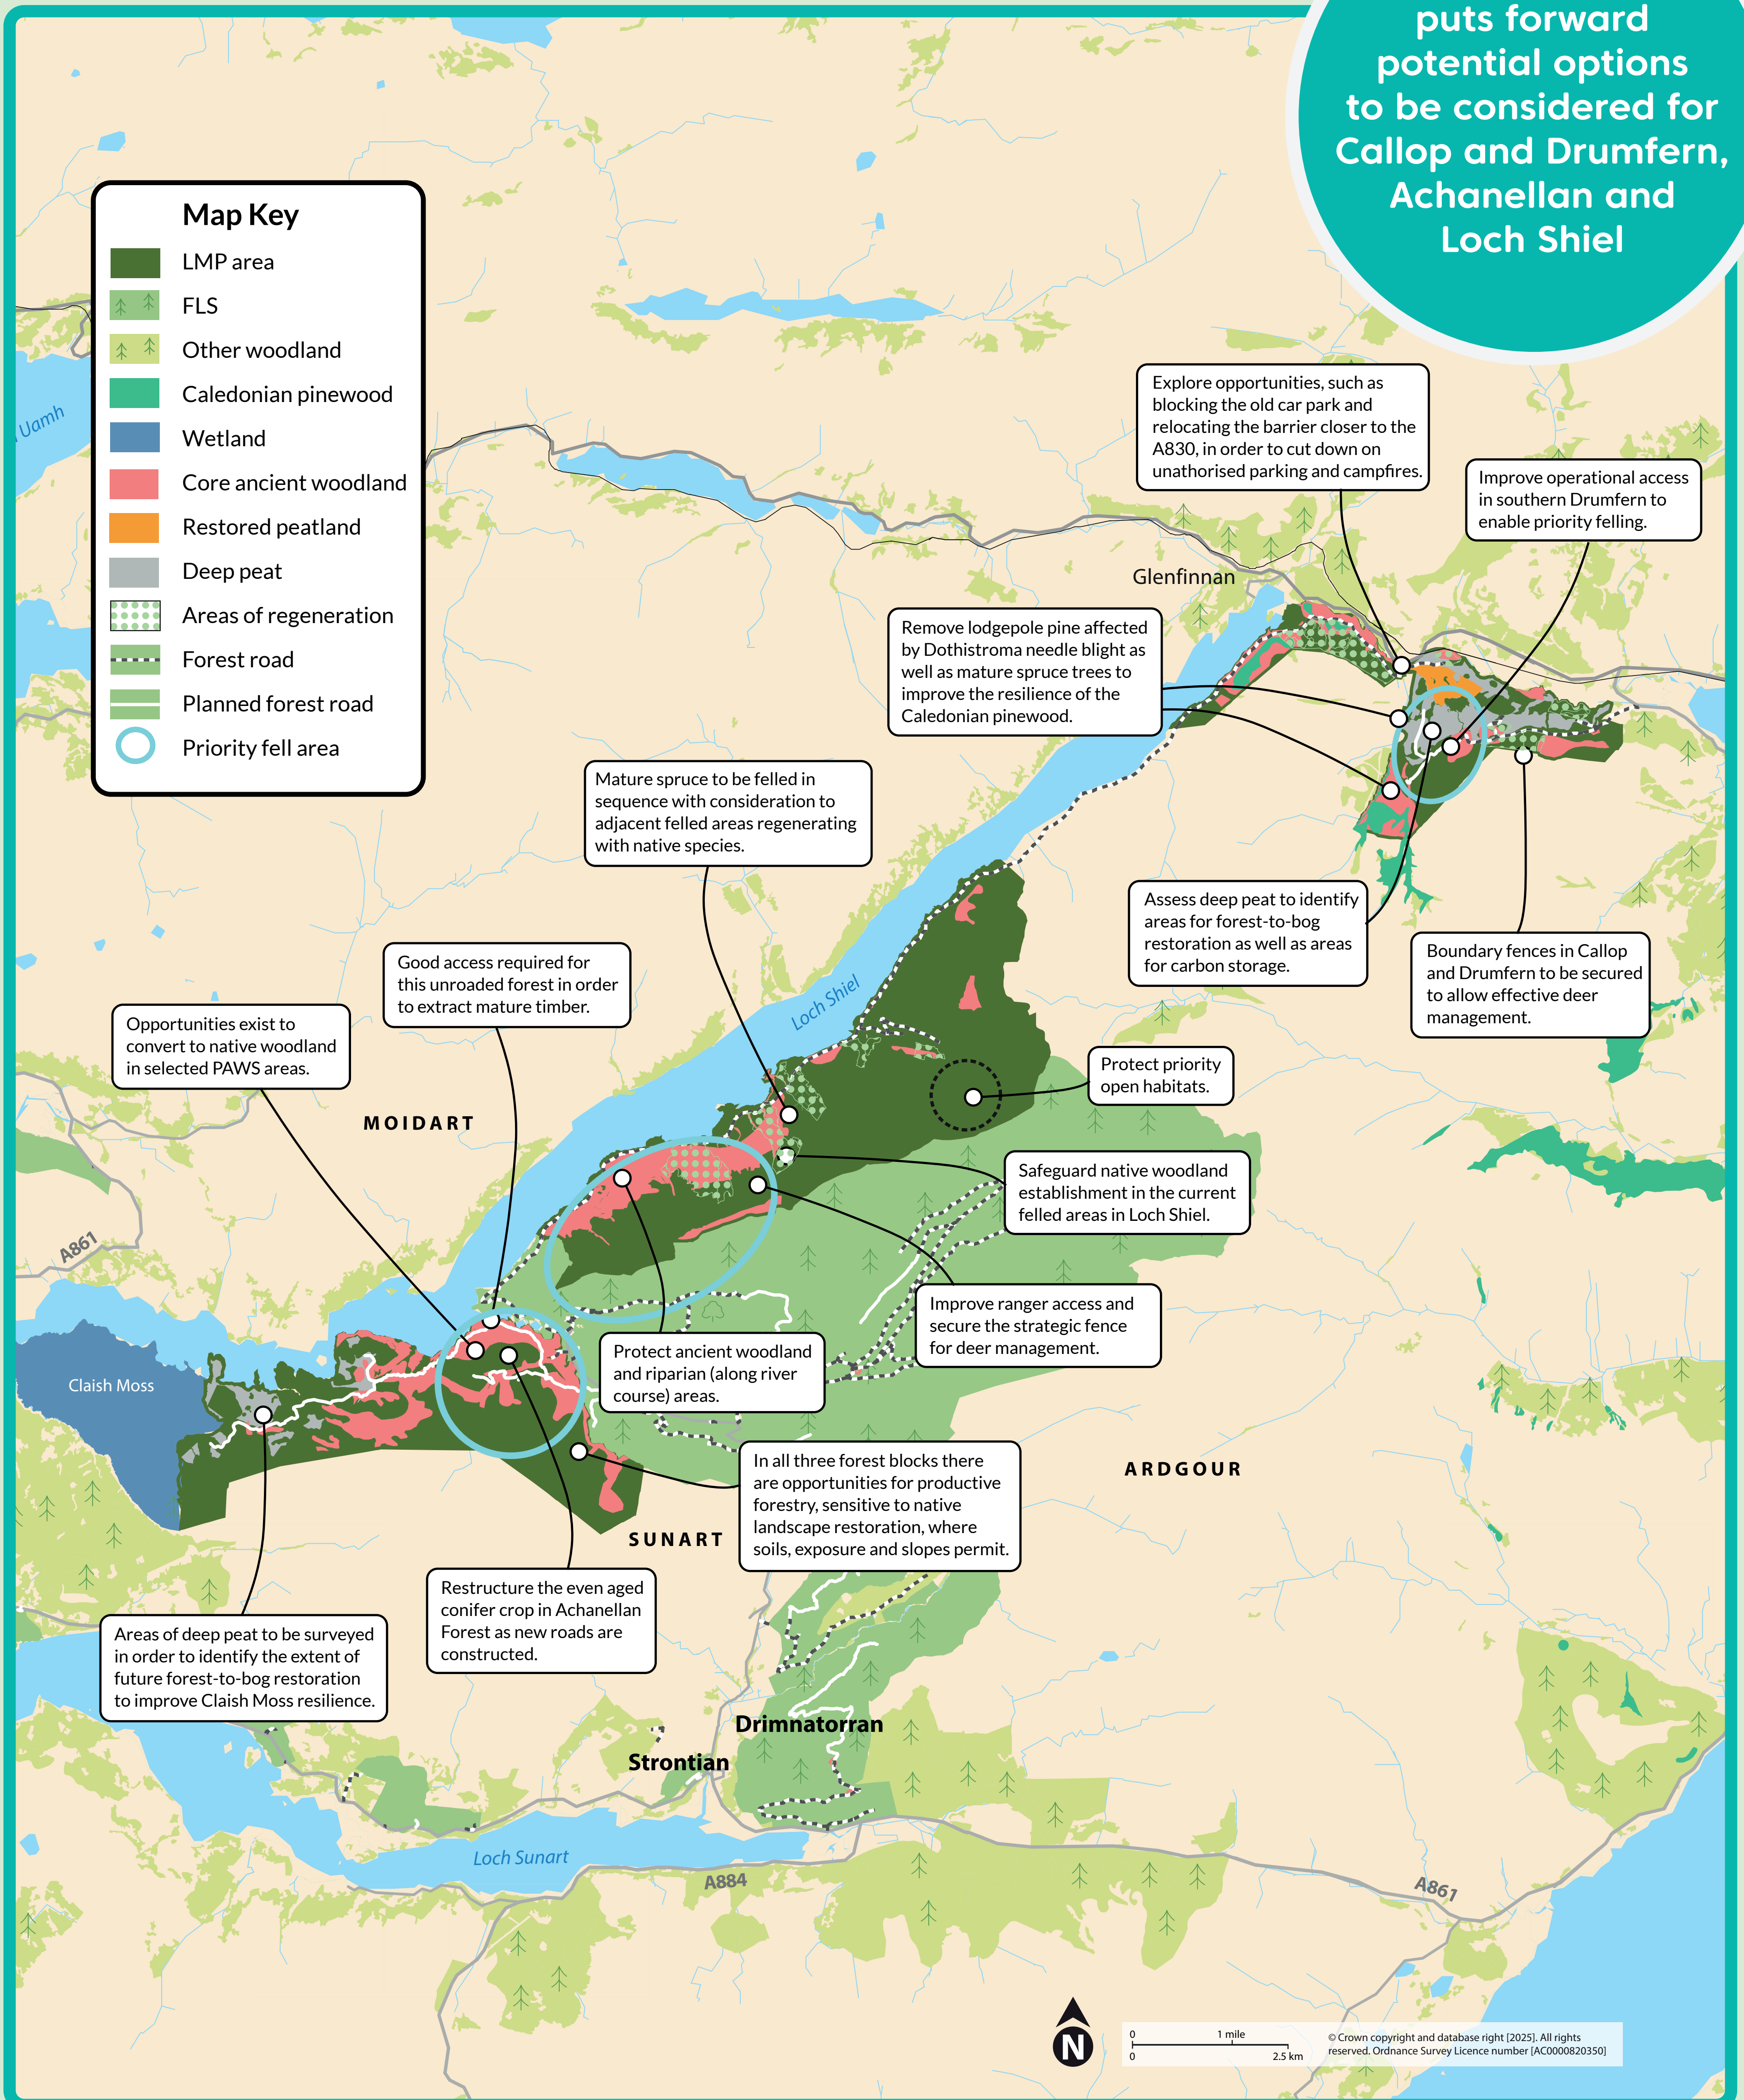 puts forward
potential options
to be considered for
Callop and Drumfern,
Achanellan and
Loch Shiel
Map Key
LMP area
FLS
Other woodland
Caledonian pinewood
Wetland
Core ancient woodland
Restored peatland
Deep peat
Areas of regeneration
Forest road
Planned forest road
Priority fell area
Uamh
Explore opportunities, such as
blocking the old car park and
relocating the barrier closer to the
A830, in order to cut down on
unathorised parking and campfires.
Improve operational access
in southern Drumfern to
enable priority felling.
Glenfinnan
Remove lodgepole pine affected
by Dothistroma needle blight as
well as mature spruce trees to
improve the resilience of the
Caledonian pinewood.
Mature spruce to be felled in
sequence with consideration to
adjacent felled areas regenerating
with native species.
Assess deep peat to identify
areas for forest-to-bog
restoration as well as areas
for carbon storage.
Boundary fences in Callop
and Drumfern to be secured
to allow effective deer
management.
Good access required for
this unroaded forest in order
to extract mature timber.
Loch Shiel
Opportunities exist to
convert to native woodland
in selected PAWS areas.
Protect priority
open habitats.
MOIDART
Safeguard native woodland
establishment in the current
felled areas in Loch Shiel.
A861
Improve ranger access and
secure the strategic fence
for deer management.
Protect ancient woodland
and riparian (along river
course) areas.
Claish Moss
In all three forest blocks there
are opportunities for productive
forestry, sensitive to native
landscape restoration, where
soils, exposure and slopes permit.
ARDGOUR
SUNART
Restructure the even aged
conifer crop in Achanellan
Forest as new roads are
constructed.
Areas of deep peat to be surveyed
in order to identify the extent of
future forest-to-bog restoration
to improve Claish Moss resilience.
Drimnatorran
Strontian
Loch Sunart
A884
A861
N
0 1 mile
0 2.5 km
© Crown copyright and database right [2025]. All rights
reserved. Ordnance Survey Licence number [AC0000820350]